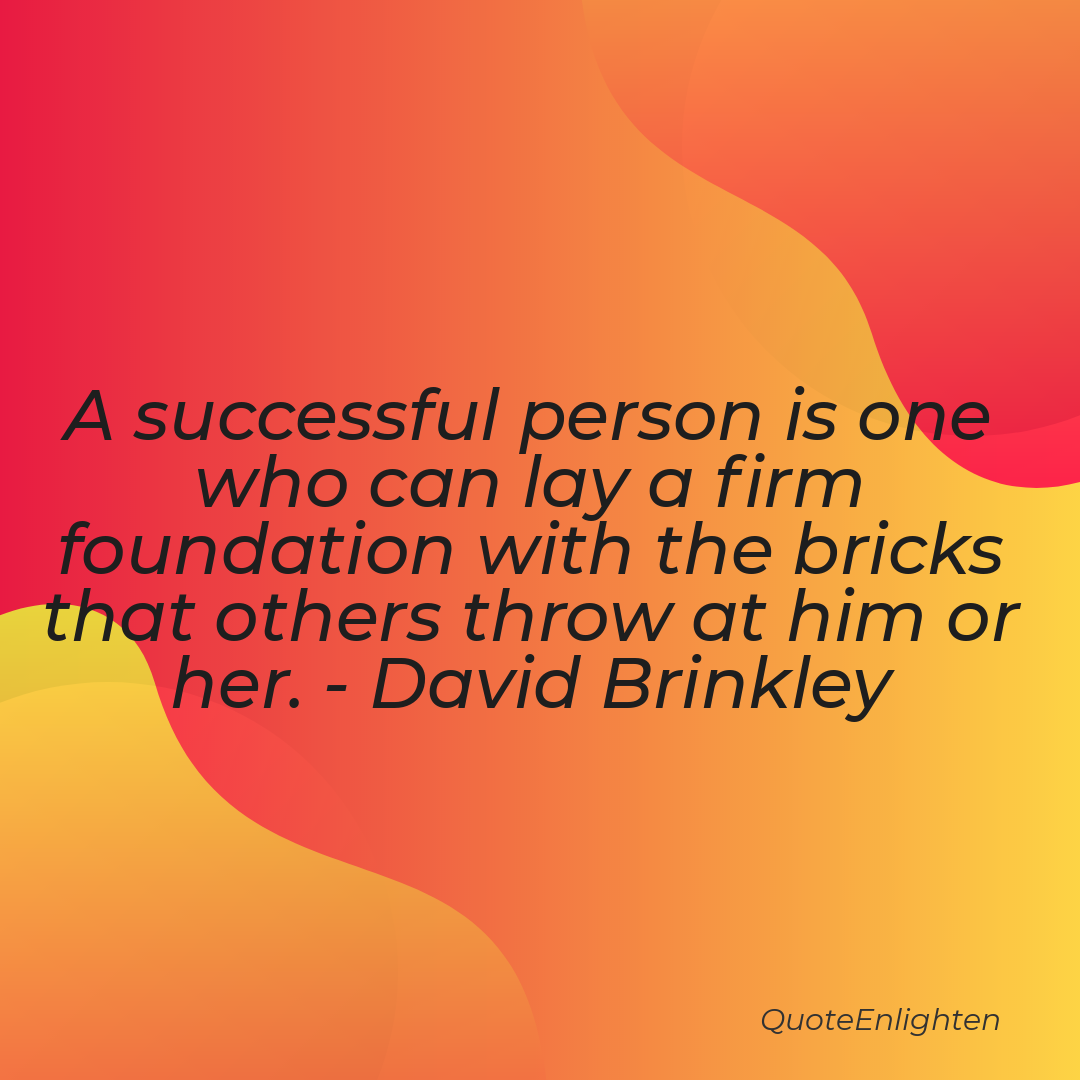 A successful person is one
who can lay a firm
foundation with the bricks
that others throw at him or
her. - David Brinkley
QuoteEnlighten